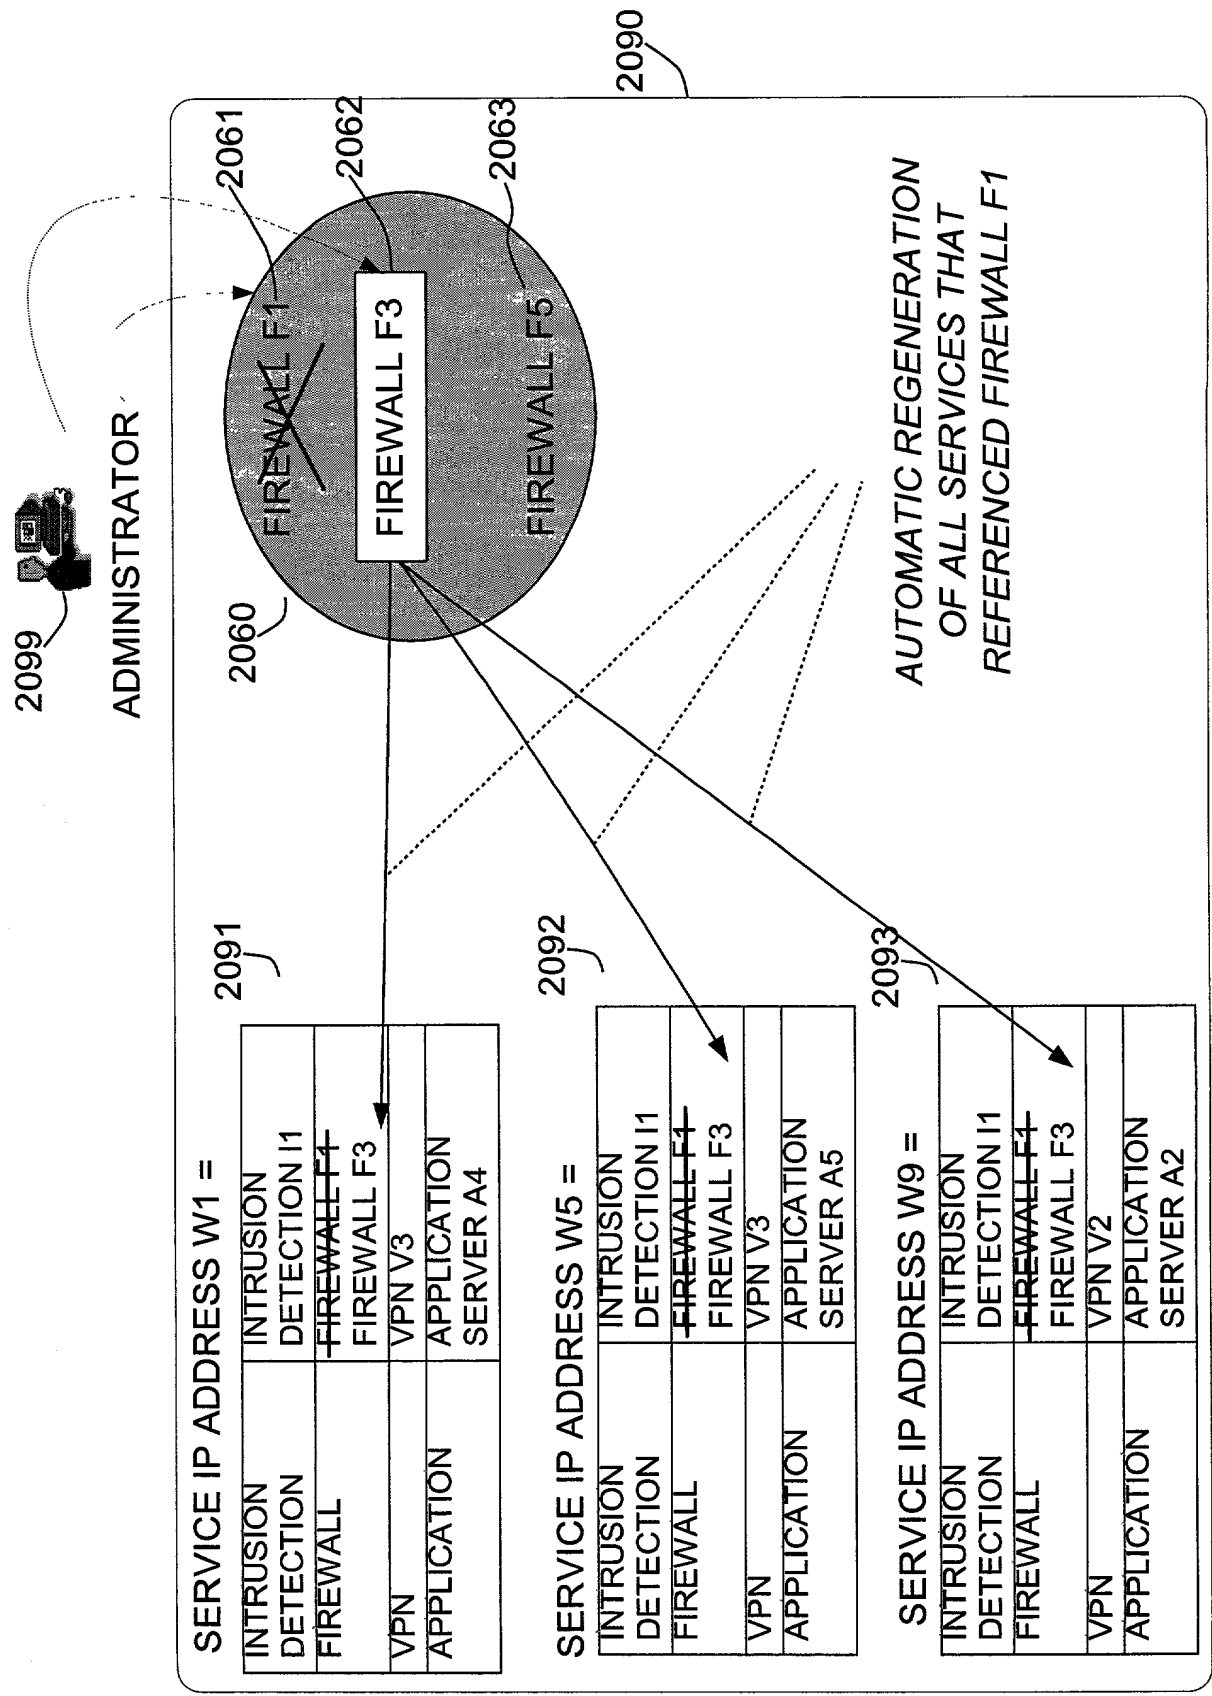 2099
ADMINISTRATOR
SERVICE IP ADDRESS W1 =
INTRUSION DETECTION
INTRUSION DETECTION I1
FIREWALL
FIREWALL F1
FIREWALL F3
VPN
VPN V3
APPLICATION
APPLICATION
SERVER A4
2091
SERVICE IP ADDRESS W5 =
INTRUSION DETECTION
INTRUSION DETECTION I1
FIREWALL
FIREWALL F1
FIREWALL F3
VPN
VPN V3
APPLICATION
APPLICATION
SERVER A5
2092
SERVICE IP ADDRESS W9 =
INTRUSION DETECTION
INTRUSION DETECTION I1
FIREWALL
FIREWALL F1
FIREWALL F3
VPN
VPN V2
APPLICATION
APPLICATION
SERVER A2
2093
2060
FIREWALL F1
2061
FIREWALL F3
2062
FIREWALL F5
2063
AUTOMATIC REGENERATION
OF ALL SERVICES THAT
REFERENCED FIREWALL F1
2090